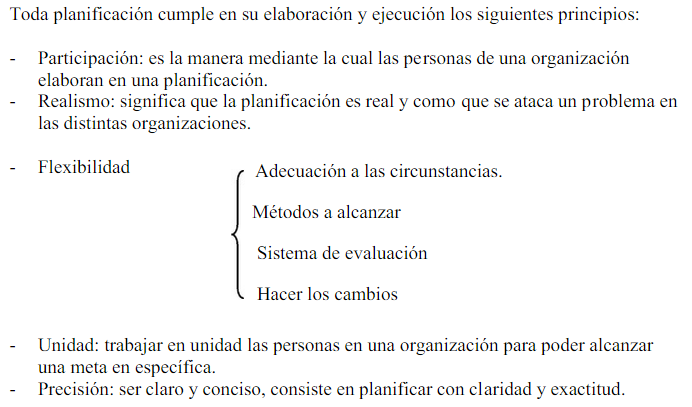 Toda planificación cumple en su elaboración y ejecución los siguientes principios:
- Participación: es la manera mediante la cual las personas de una organización
elaboran en una planificación.
- Realismo: significa que la planificación es real y como que se ataca un problema en
las distintas organizaciones.
- Flexibilidad
Adecuación a las circunstancias.
Métodos a alcanzar
Sistema de evaluación
Hacer los cambios
- Unidad: trabajar en unidad las personas en una organización para poder alcanzar
una meta en específica.
- Precisión: ser claro y conciso, consiste en planificar con claridad y exactitud.